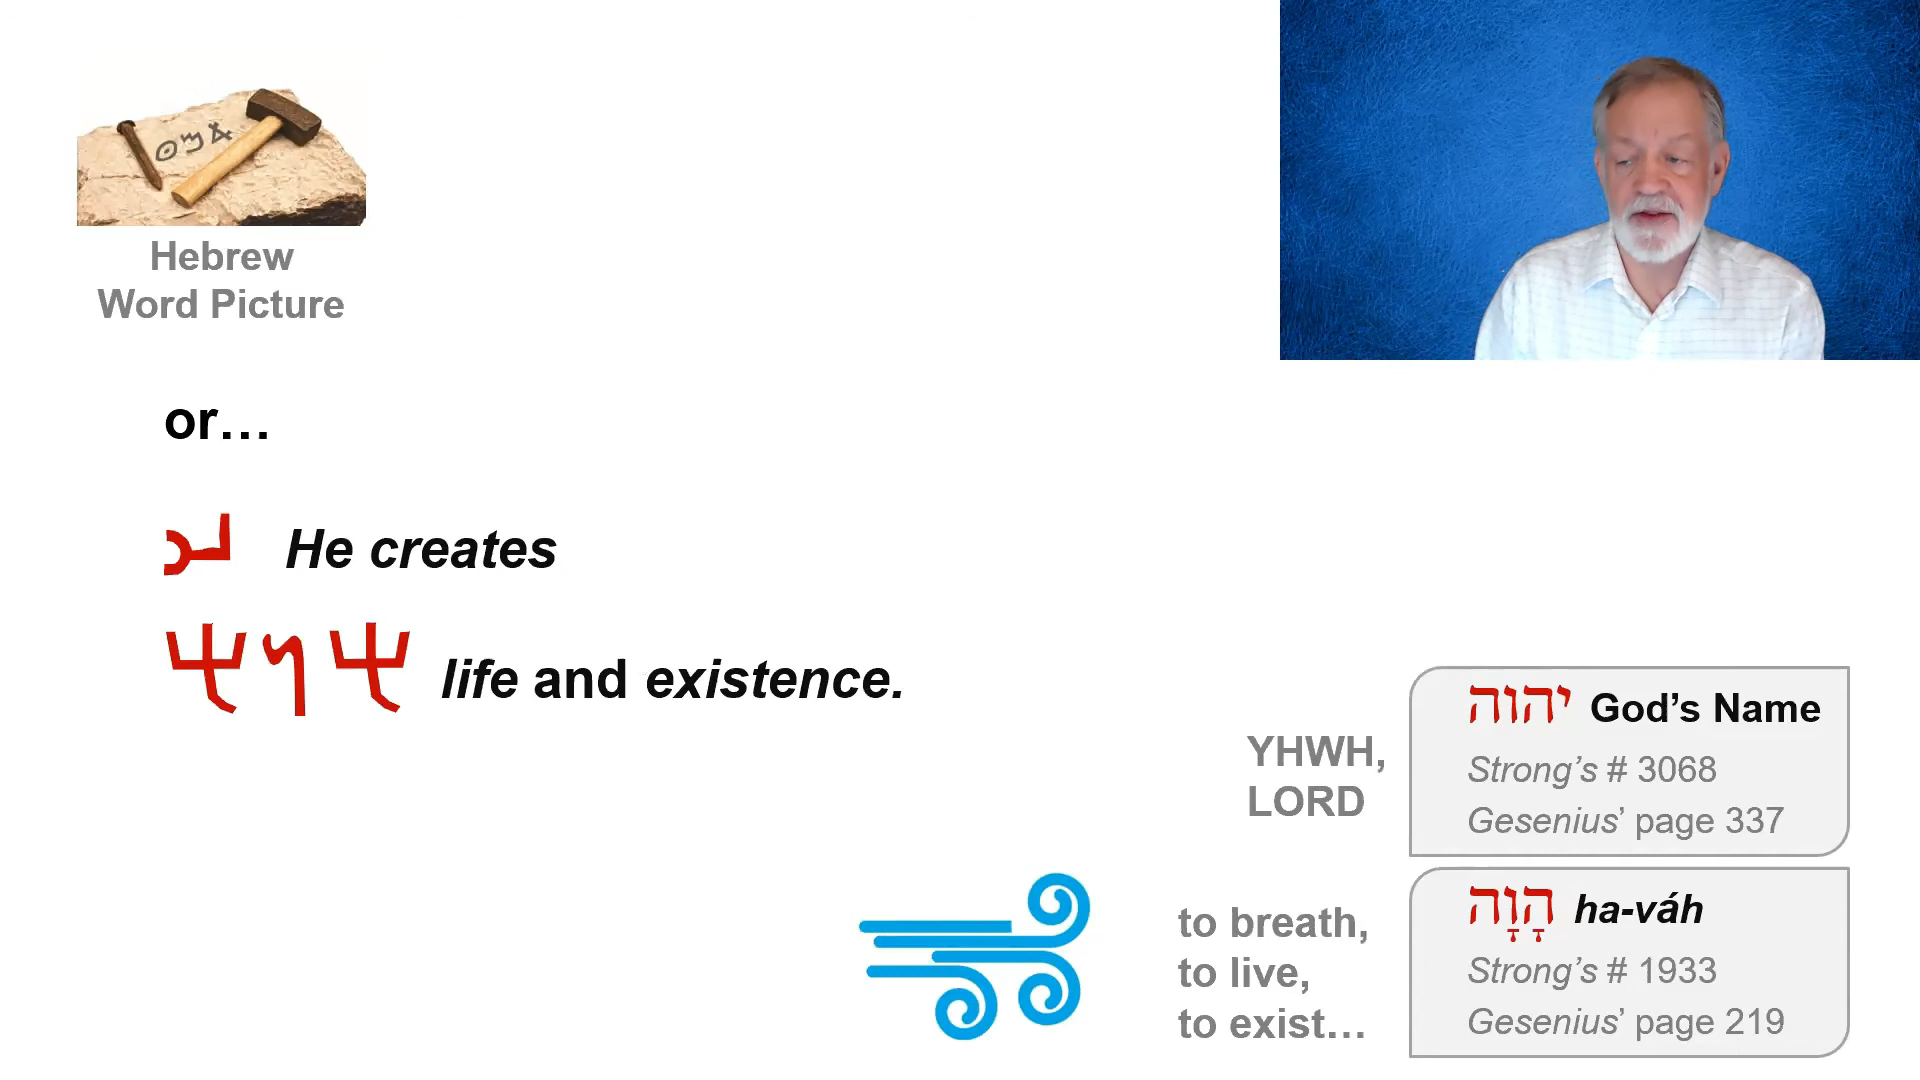 Hebrew
Word Picture
or…
He creates
life and existence.
YHWH,
LORD
יהוה God’s Name
Strong’s # 3068
Gesenius’ page 337
to breath,
to live,
to exist…
הָוָה ha-váh
Strong’s # 1933
Gesenius’ page 219